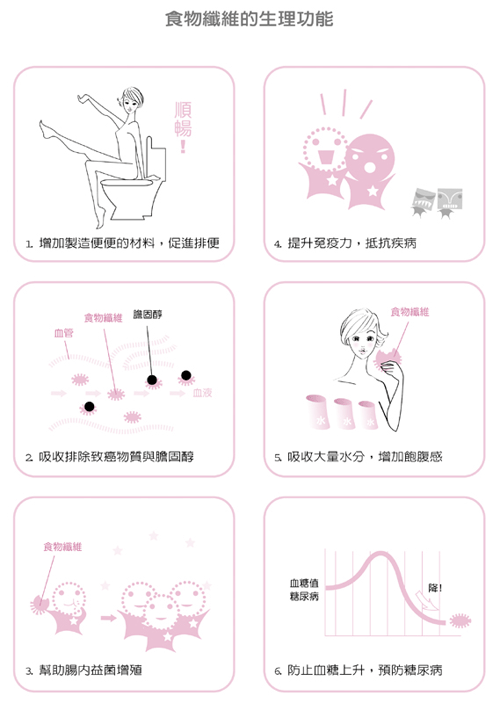 食物纖維的生理功能
順暢!
1. 增加製造便便的材料，促進排便
4. 提升免疫力，抵抗疾病
血管
食物纖維
膽固醇
血液
2. 吸收排除致癌物質與膽固醇
食物纖維
水
水
水
5. 吸收大量水分，增加飽腹感
食物纖維
3. 幫助腸內益菌增殖
血糖值
糖尿病
降!
6. 防止血糖上升，預防糖尿病